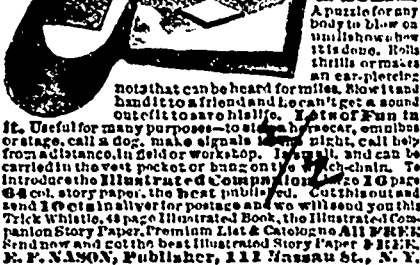 A puzzle for any
body to blow on
until shown how
it is done. Rolls
thrills or makes
an ear-piercing
noise that can be heard for miles. Blow it and
hand it to a friend and he can't get a sound
out of it to save his life. Lots of Fun in
it. Useful for many purposes—to stop horsecar, omnibus
or stage, call a dog, make signals in the night, call help
from a distance, in field or workshop. Is small, and can be
carried in the vest pocket or hung on the -chain. To
introduce the Illustrated Companion, a large 16 page
64 col. story paper, the best published. Cut this out and
send 10 cts in silver for postage and we will send you this
Trick Whistle, 48 page Illustrated Book, the Illustrated Com-
panion Story Paper, Premium List & Catalogue All FREE
Send now and get the best Illustrated Story Paper FREE.
E. F. NASON, Publisher, 111 Nassau St., N. Y.